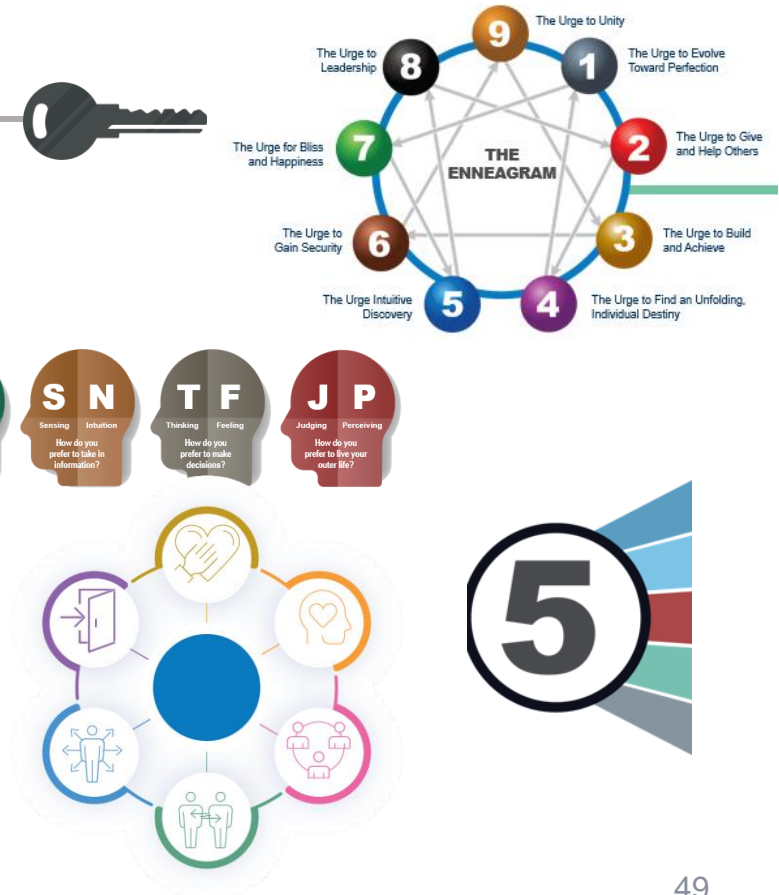 9
The Urge to Unity
8
The Urge to
Leadership
1
The Urge to Evolve
Toward Perfection
7
The Urge for Bliss
and Happiness
THE
ENNEAGRAM
2
The Urge to Give
and Help Others
6
The Urge to
Gain Security
3
The Urge to Build
and Achieve
The Urge Intuitive
Discovery
5
4
The Urge to Find an Unfolding,
Individual Destiny
S N
Sensing Intuition
How do you
prefer to take in
information?
T F
Thinking Feeling
How do you
prefer to make
decisions?
J P
Judging Perceiving
How do you
prefer to live your
outer life?
5
49